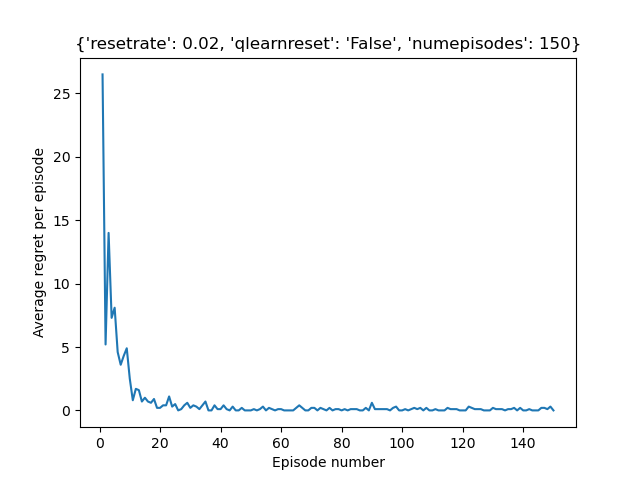 {'resetrate': 0.02, 'qlearnreset': 'False', 'numepisodes': 150}
25
20
15
10
5
0
Average regret per episode
0 20 40 60 80 100 120 140
Episode number